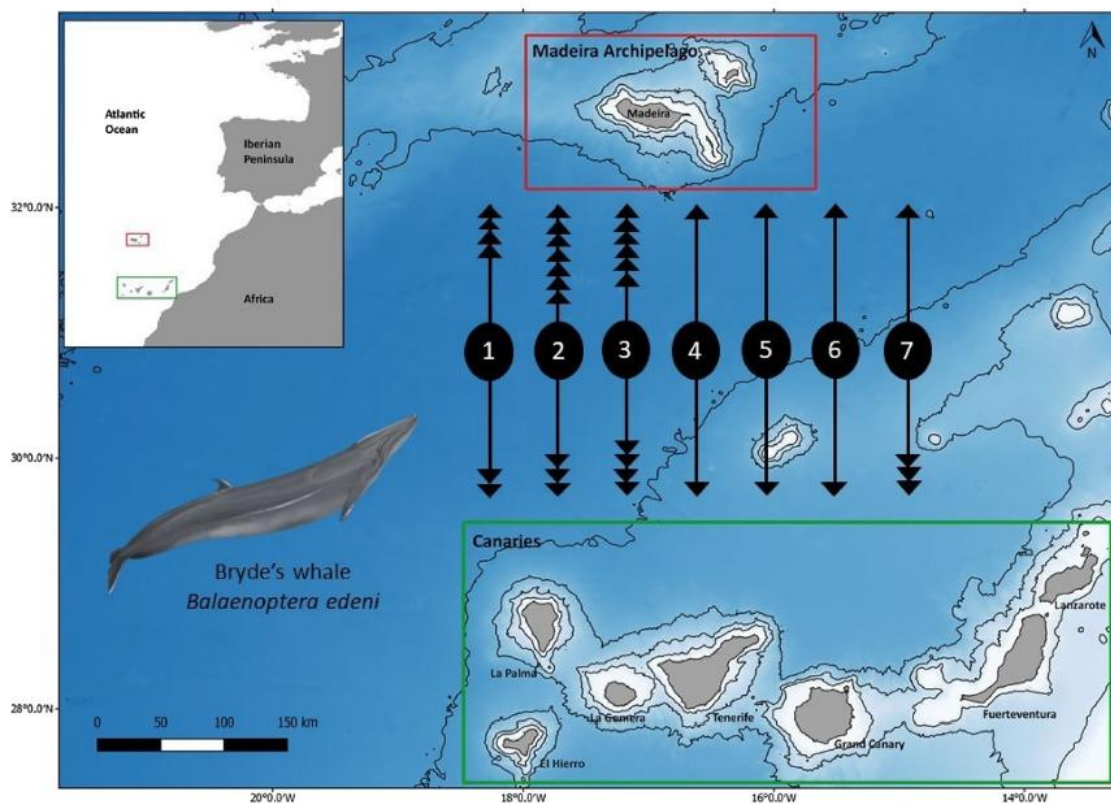 Atlantic
Ocean
Iberian
Peninsula
Africa
Madeira Archipelago
Madeira
N
32°0.0'N
30°0.0'N
28°0.0'N
1 2 3 4 5 6 7
Bryde's whale
Balaenoptera edeni
Canaries
La Palma
La Gomera
Tenerife
El Hierro
Grand Canary
Fuerteventura
Lanzarote
0 50 100 150 km
20°0.0'W 18°0.0'W 16°0.0'W 14°0.0'W